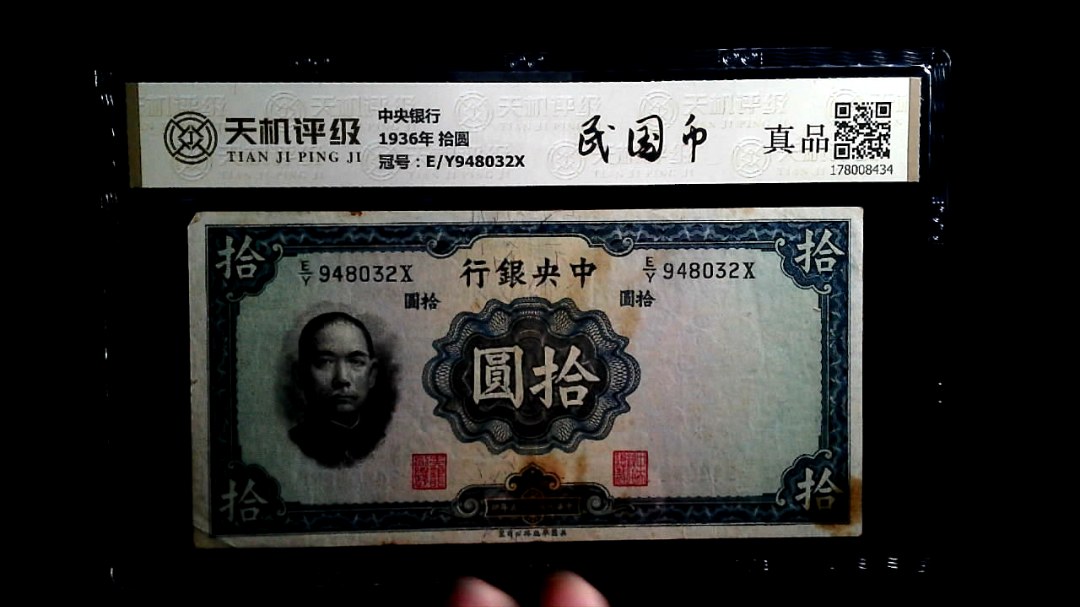 天机评级
TIAN JI PING JI
中央银行
1936年 拾圆
冠号：E/Y948032X
民国币
真品
178008434
拾
拾
E/Y 948032X
行銀央中
E/Y 948032X
圓拾
圓拾
圓拾
拾
拾